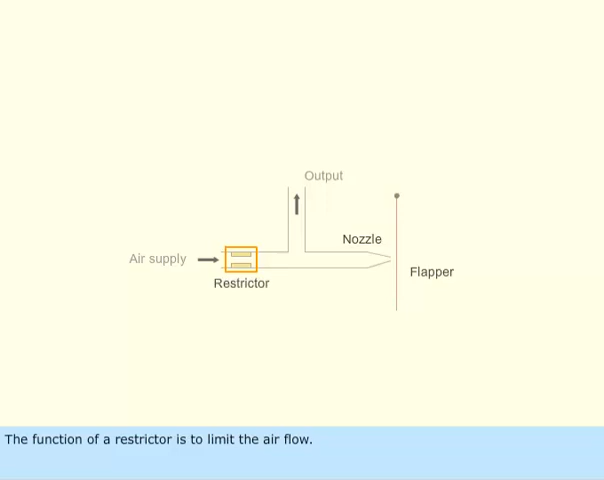 Output
Nozzle
Air supply
Flapper
Restrictor
The function of a restrictor is to limit the air flow.